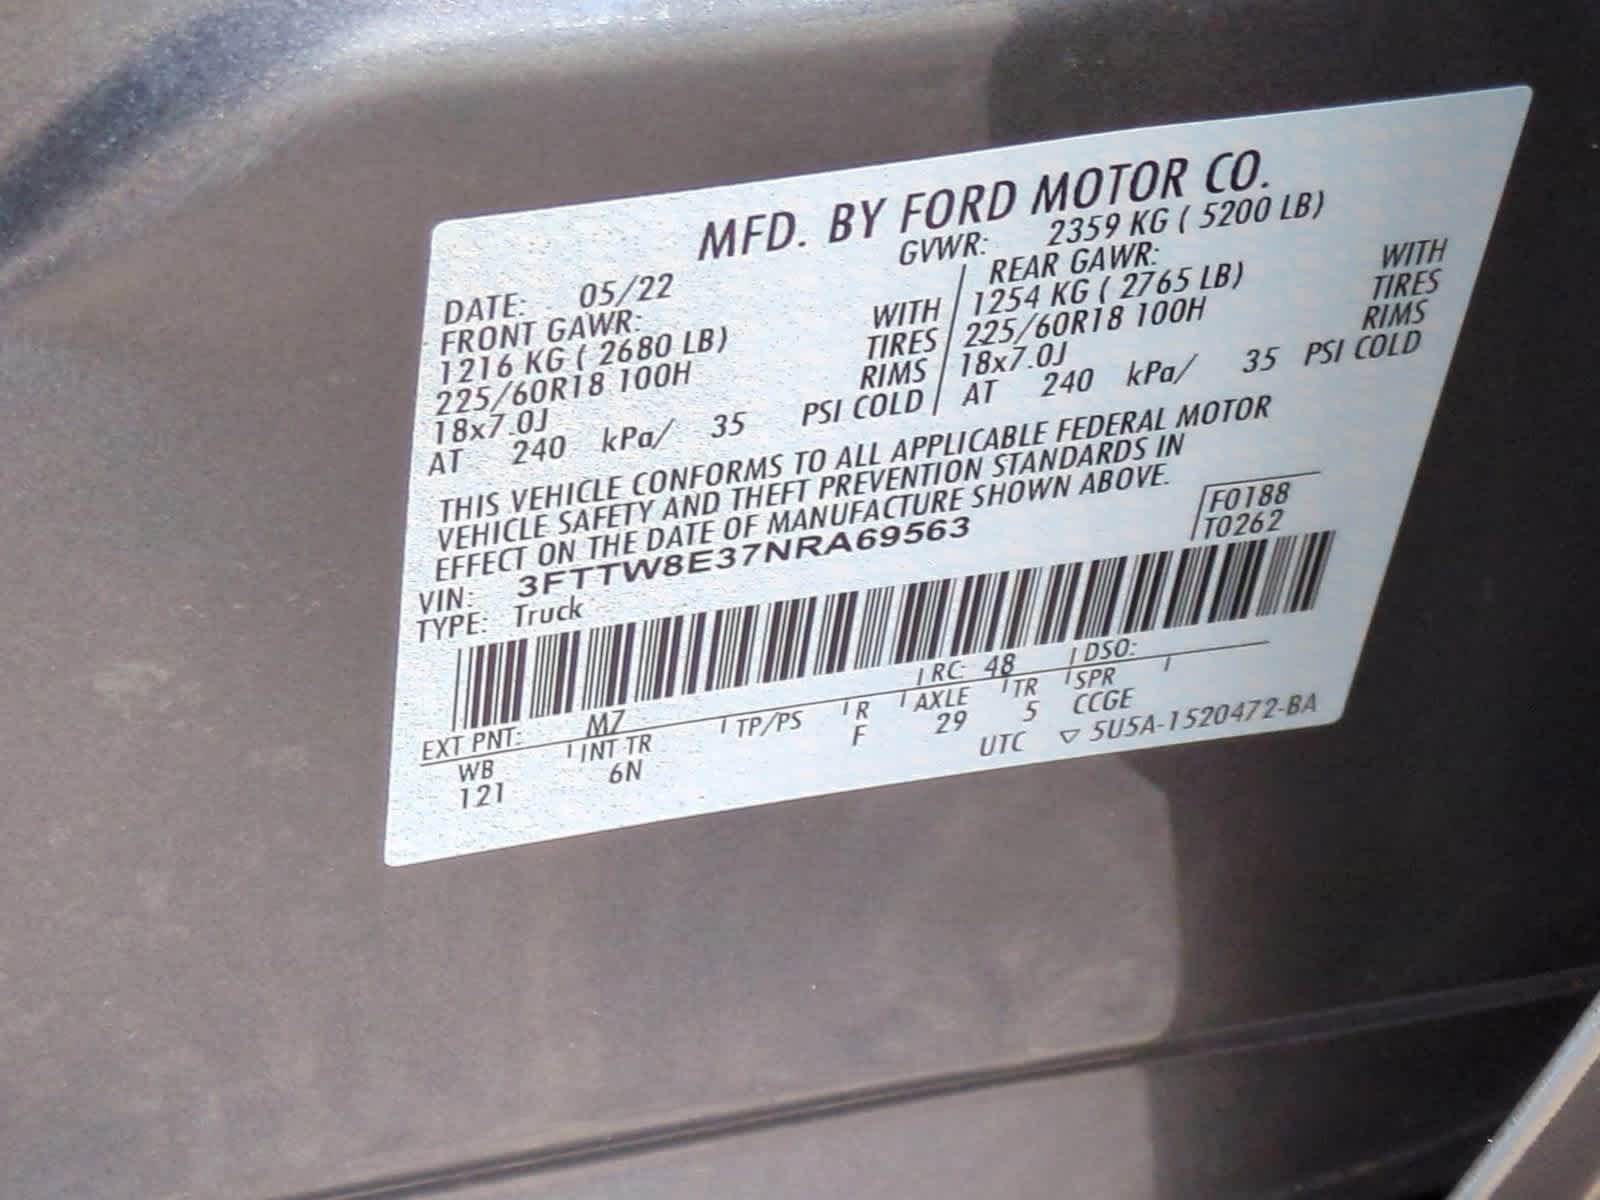 MFD. BY FORD MOTOR CO.
DATE: 05/22 GVWR: 2359 KG ( 5200 LB)
FRONT GAWR: REAR GAWR:
1216 KG ( 2680 LB) WITH 1254 KG ( 2765 LB) WITH
225/60R18 100H TIRES 225/60R18 100H TIRES
18x7.0J RIMS 18x7.0J RIMS
AT 240 kPa/ 35 PSI COLD AT 240 kPa/ 35 PSI COLD
THIS VEHICLE CONFORMS TO ALL APPLICABLE FEDERAL MOTOR
VEHICLE SAFETY AND THEFT PREVENTION STANDARDS IN
EFFECT ON THE DATE OF MANUFACTURE SHOWN ABOVE.
VIN: 3FTTW8E37NRA69563 F0188
TYPE: Truck T0262
EXT PNT: M7 RC: 48 DSO:
WB INT TR TP/PS R AXLE TR SPR
121 6N F 29 5 CCGE
UTC ▽ 5U5A-1520472-BA